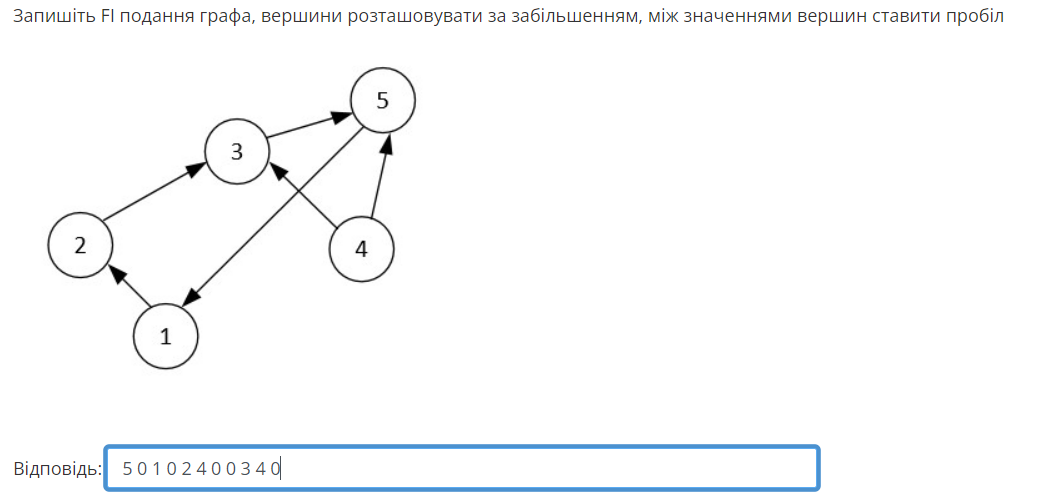 Запишіть FI подання графа, вершини розташовувати за забільшенням, між значеннями вершин ставити пробіл
5
3
2
4
1
Відповідь: 5 0 1 0 2 4 0 0 3 4 0